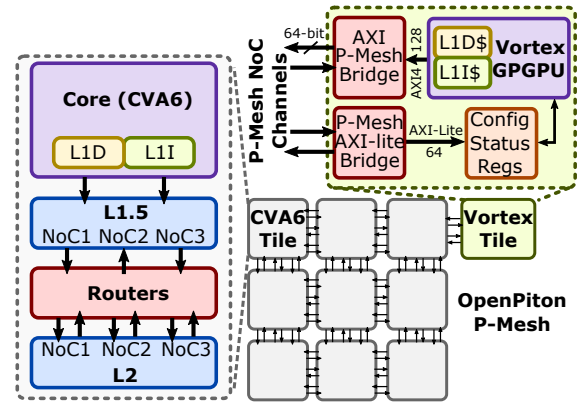 Core (CVA6)
L1D L1I
L1.5
NoC1 NoC2 NoC3
Routers
NoC1 NoC2 NoC3
L2
P-Mesh NoC
Channels
64-bit
AXI
P-Mesh
Bridge
AXI4 128
L1D$
L1I$
Vortex
GPGPU
P-Mesh
AXI-lite
Bridge
AXI-Lite
64
Config
Status
Regs
CVA6
Tile
Vortex
Tile
OpenPiton
P-Mesh